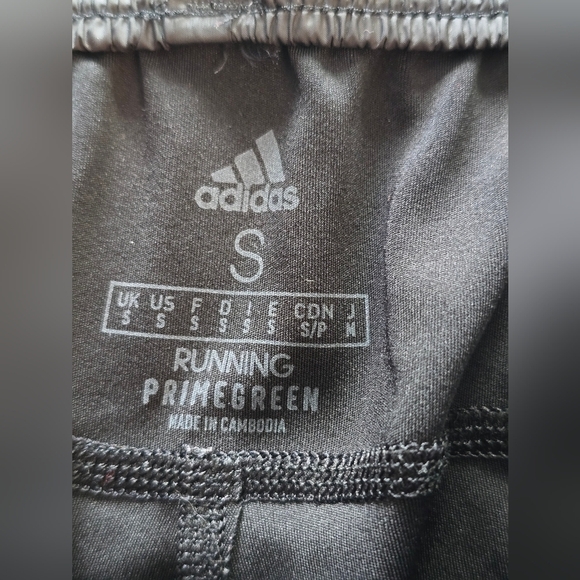 adidas
S
UK US F D I E CDN J
S S S S S S S/P M
RUNNING
PRIMEGREEN
MADE IN CAMBODIA